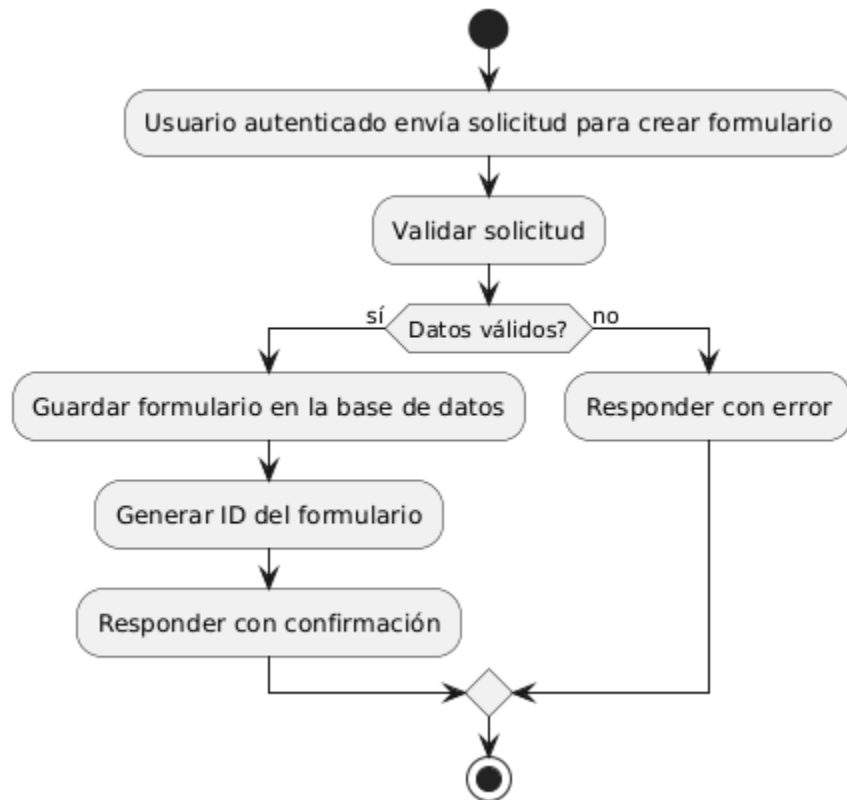 Usuario autenticado envía solicitud para crear formulario
Validar solicitud
sí
Datos válidos?
no
Guardar formulario en la base de datos
Responder con error
Generar ID del formulario
Responder con confirmación